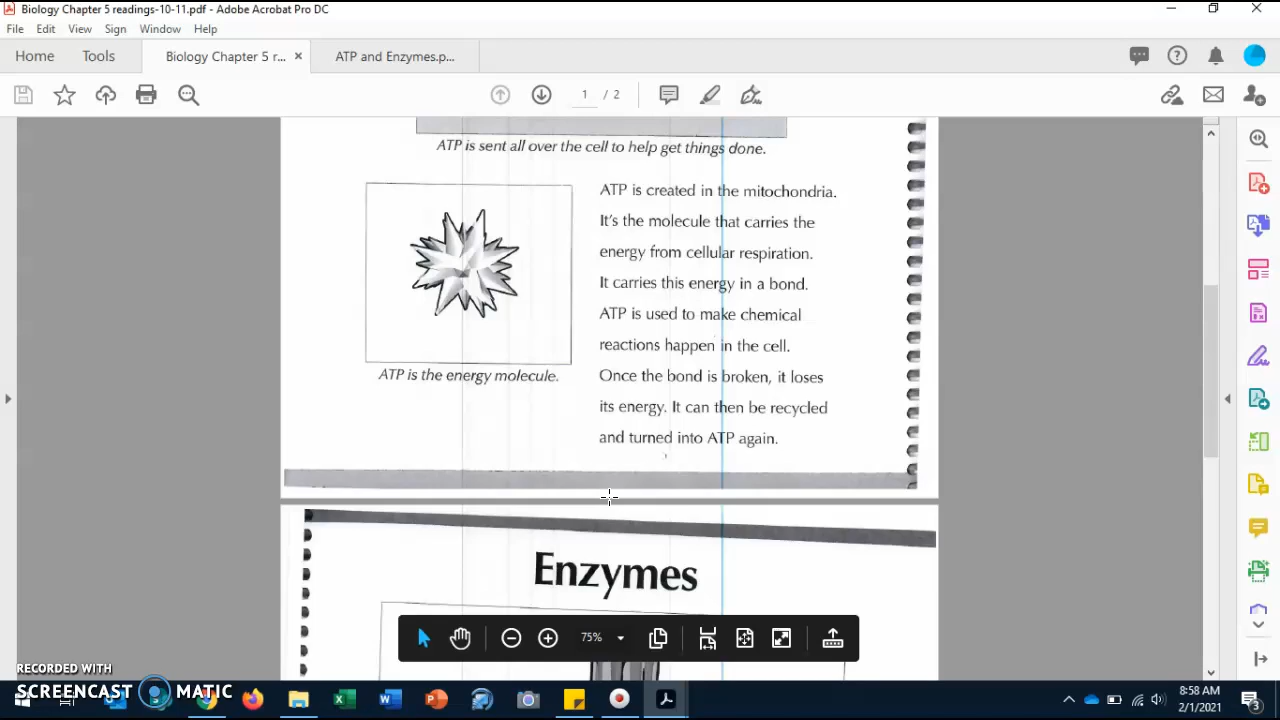 Biology Chapter 5 readings-10-11.pdf - Adobe Acrobat Pro DC
File Edit View Sign Window Help
Home Tools Biology Chapter 5 r... ATP and Enzymes.p...
1 / 2
ATP is sent all over the cell to help get things done.
ATP is created in the mitochondria.
It's the molecule that carries the
energy from cellular respiration.
It carries this energy in a bond.
ATP is used to make chemical
reactions happen in the cell.
Once the bond is broken, it loses
its energy. It can then be recycled
and turned into ATP again.
ATP is the energy molecule.
Enzymes
75%
RECORDED WITH
SCREENCAST MATIC
8:58 AM
2/1/2021
3